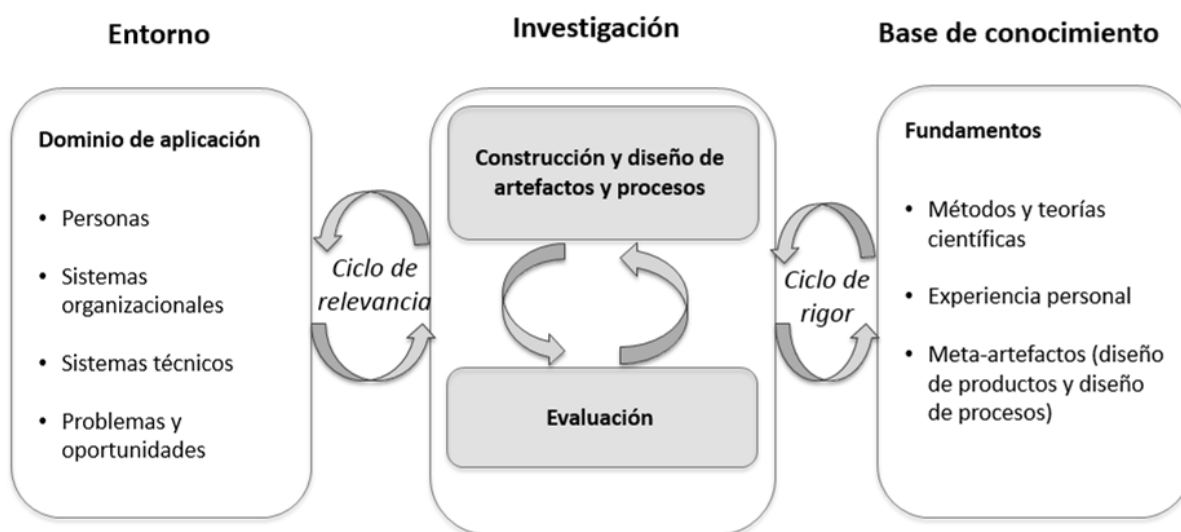 Entorno
Investigación
Base de conocimiento
Dominio de aplicación
• Personas
• Sistemas
organizacionales
• Sistemas técnicos
• Problemas y
oportunidades
Ciclo de
relevancia
Construcción y diseño de
artefactos y procesos
Evaluación
Ciclo de
rigor
Fundamentos
• Métodos y teorías
científicas
• Experiencia personal
• Meta-artefactos (diseño
de productos y diseño
de procesos)